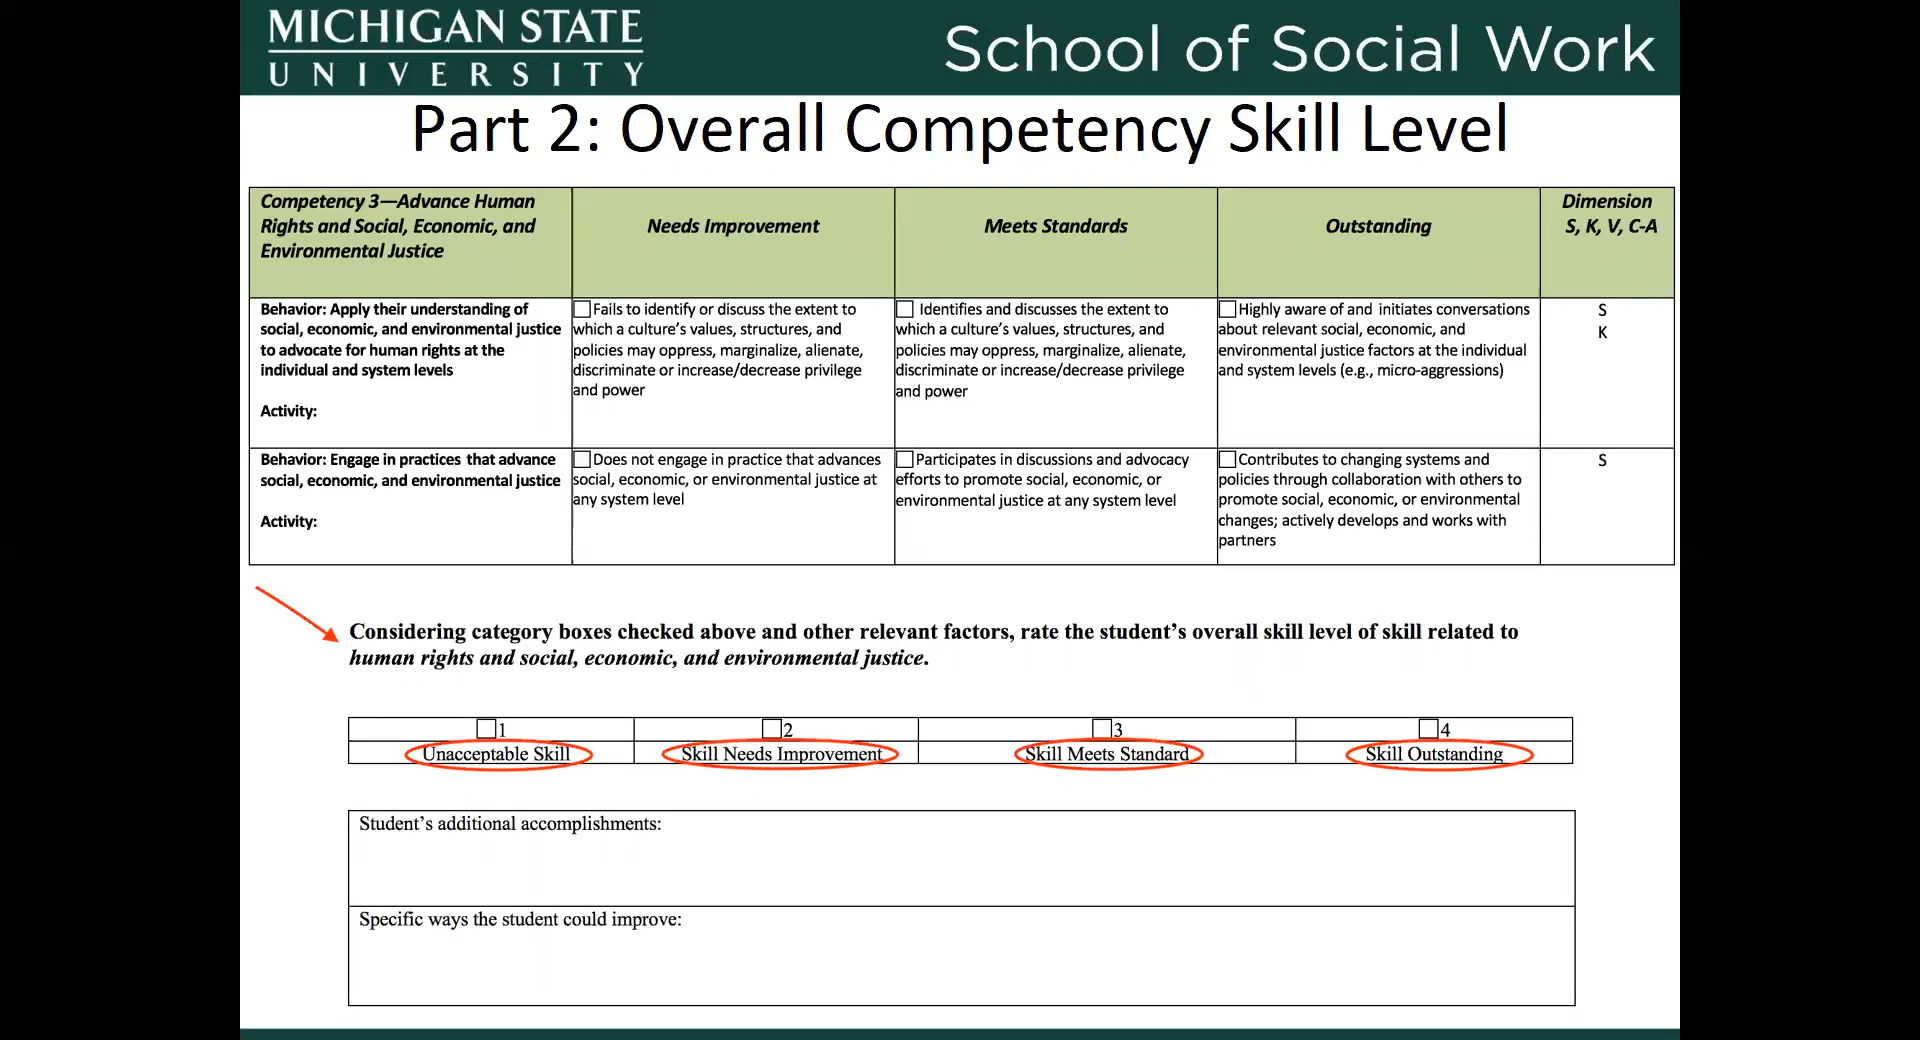 MICHIGAN STATE
UNIVERSITY
School of Social Work
Part 2: Overall Competency Skill Level
Competency 3—Advance Human
Rights and Social, Economic, and
Environmental Justice
Needs Improvement
Meets Standards
Outstanding
Dimension
S, K, V, C-A
Behavior: Apply their understanding of
social, economic, and environmental justice
to advocate for human rights at the
individual and system levels
Activity:
Fails to identify or discuss the extent to
which a culture’s values, structures, and
policies may oppress, marginalize, alienate,
discriminate or increase/decrease privilege
and power
Identifies and discusses the extent to
which a culture’s values, structures, and
policies may oppress, marginalize, alienate,
discriminate or increase/decrease privilege
and power
Highly aware of and initiates conversations
about relevant social, economic, and
environmental justice factors at the individual
and system levels (e.g., micro-aggressions)
S
K
Behavior: Engage in practices that advance
social, economic, and environmental justice
Activity:
Does not engage in practice that advances
social, economic, or environmental justice at
any system level
Participates in discussions and advocacy
efforts to promote social, economic, or
environmental justice at any system level
Contributes to changing systems and
policies through collaboration with others to
promote social, economic, or environmental
changes; actively develops and works with
partners
S
Considering category boxes checked above and other relevant factors, rate the student’s overall skill level of skill related to
human rights and social, economic, and environmental justice.
1
2
3
4
Unacceptable Skill
Skill Needs Improvement
Skill Meets Standard
Skill Outstanding
Student’s additional accomplishments:
Specific ways the student could improve: